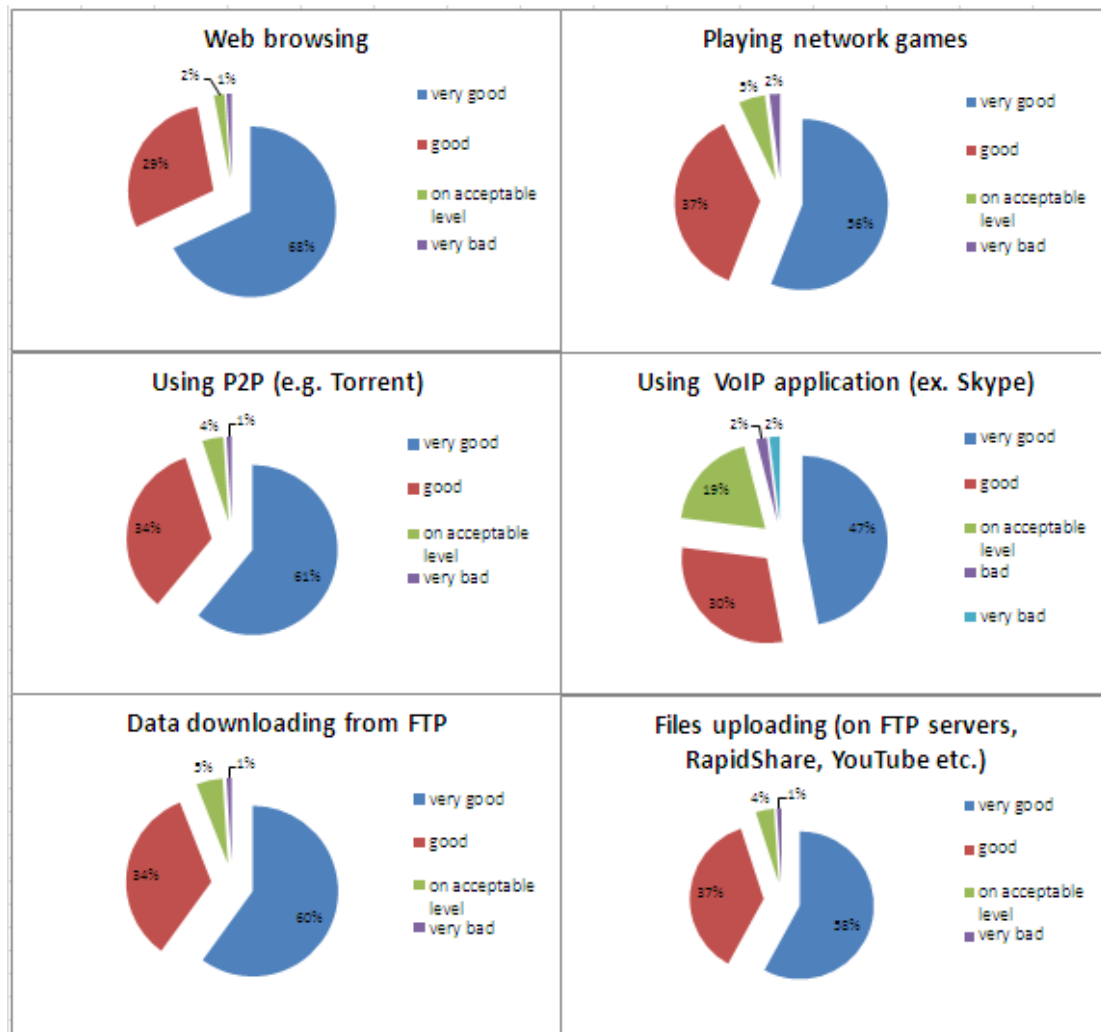 Web browsing
2%
1%
29%
68%
very good
good
on acceptable
level
very bad
Playing network games
5%
2%
37%
56%
very good
good
on acceptable
level
very bad
Using P2P (e.g. Torrent)
4%
1%
34%
61%
very good
good
on acceptable
level
very bad
Using VoIP application (ex. Skype)
2%
2%
19%
47%
30%
very good
good
on acceptable
level
bad
very bad
Data downloading from FTP
5%
1%
34%
60%
very good
good
on acceptable
level
very bad
Files uploading (on FTP servers,
RapidShare, YouTube etc.)
4%
1%
37%
58%
very good
good
on acceptable
level
very bad